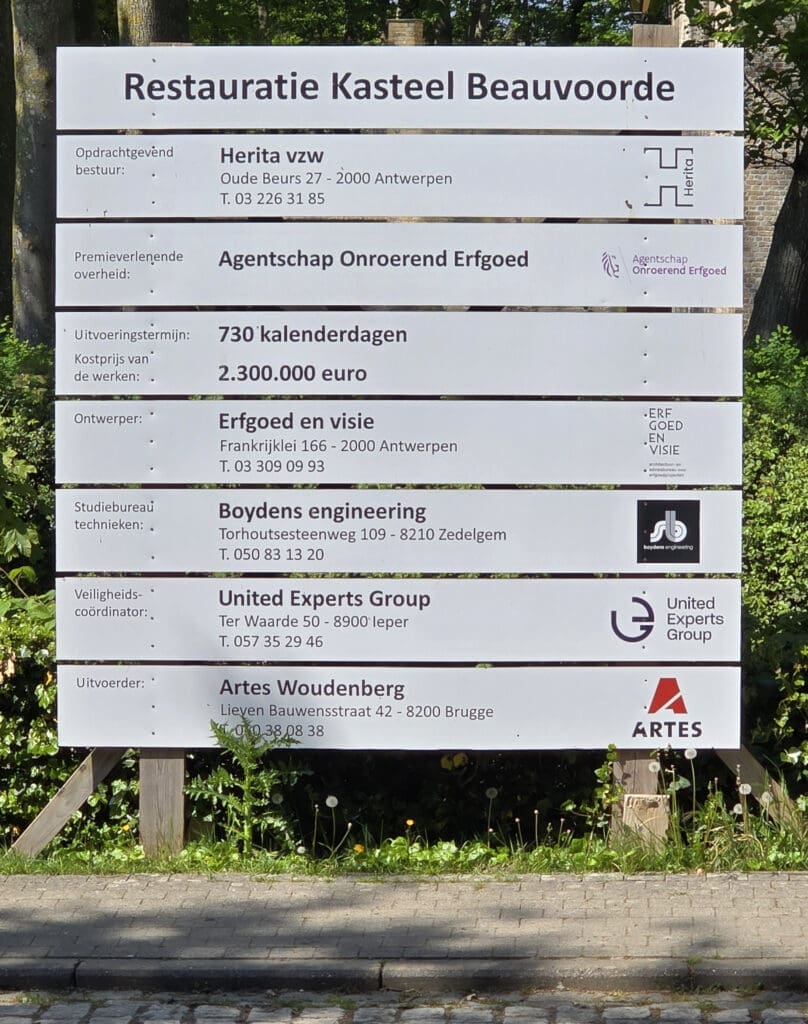 Restauratie Kasteel Beauvoorde
Opdrachtgevend
bestuur:
Herita vzw
Oude Beurs 27 - 2000 Antwerpen
T. 03 226 31 85
Herita
Premieverlenende
overheid:
Agentschap Onroerend Erfgoed
Agentschap
Onroerend Erfgoed
Uitvoeringstermijn:
730 kalenderdagen
Kostprijs van
de werken:
2.300.000 euro
Ontwerper:
Erfgoed en visie
Frankrijklei 166 - 2000 Antwerpen
T. 03 309 09 93
ERF
GOED
EN
VISIE
Studiebureau
technieken:
Boydens engineering
Torhoutsesteenweg 109 - 8210 Zedelgem
T. 050 83 13 20
boydens engineering
Veiligheids-
coördinator:
United Experts Group
Ter Waarde 50 - 8900 Ieper
T. 057 35 29 46
United
Experts
Group
Uitvoerder:
Artes Woudenberg
Lieven Bauwensstraat 42 - 8200 Brugge
T. 050 38 08 38
ARTES